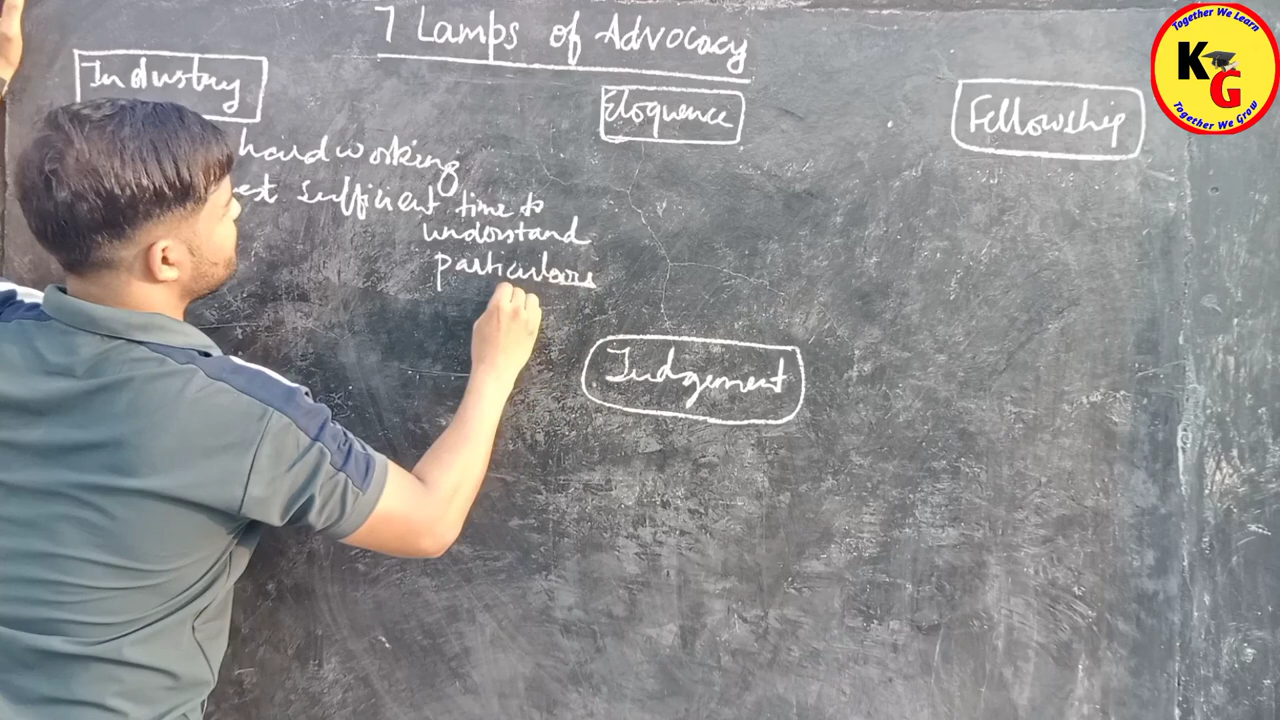 7 Lamps of Advocacy
Industry
Eloquence
Fellowship
hardworking
est sufficient time to
understand
particulars
Judgement
Together We Learn
KG
Together We Grow